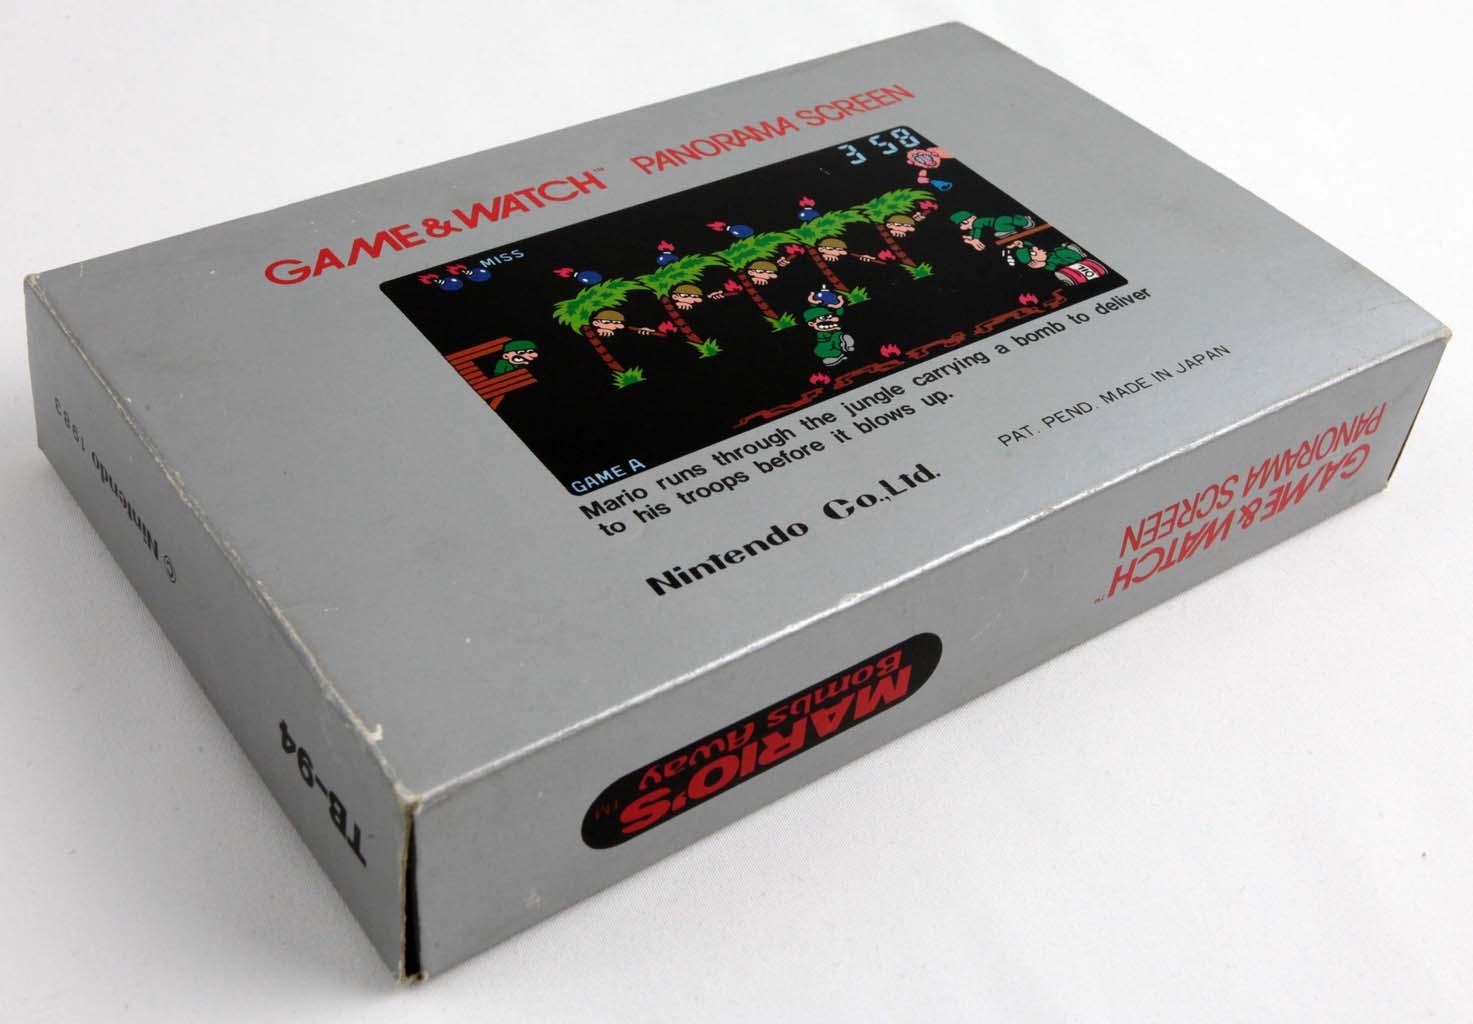 GAME&WATCH™ PANORAMA SCREEN
358
MISS
OIL
GAME A
Mario runs through the jungle carrying a bomb to deliver
to his troops before it blows up.
PAT. PEND. MADE IN JAPAN
Nintendo Co.,Ltd.
© Nintendo 1983
TB-94
MARIO'S™
Bombs Away
GAME&WATCH™
PANORAMA SCREEN